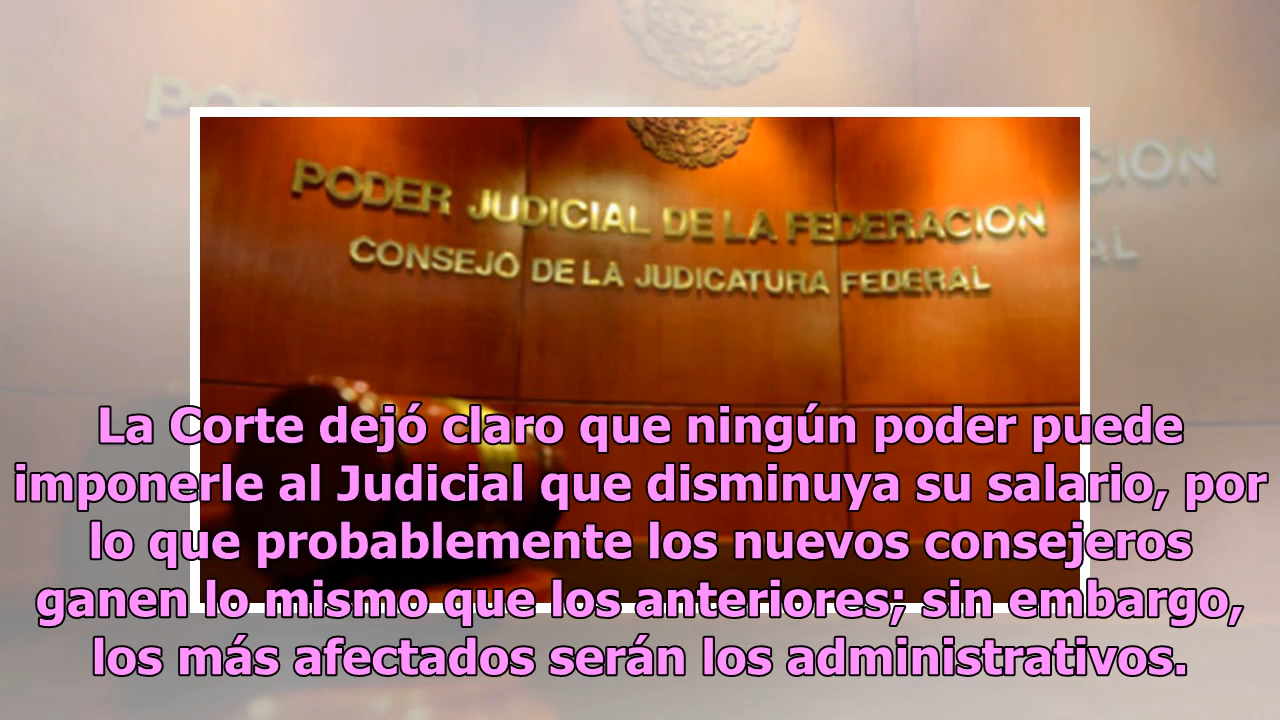 PODER JUDICIAL DE LA FEDERACION
CONSEJO DE LA JUDICATURA FEDERAL
La Corte dejó claro que ningún poder puede
imponerle al Judicial que disminuya su salario, por
lo que probablemente los nuevos consejeros
ganen lo mismo que los anteriores; sin embargo,
los más afectados serán los administrativos.